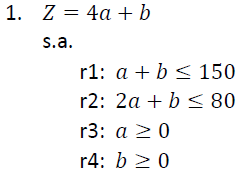 1. Z = 4a + b
s.a.
r1: a + b ≤ 150
r2: 2a + b ≤ 80
r3: a ≥ 0
r4: b ≥ 0